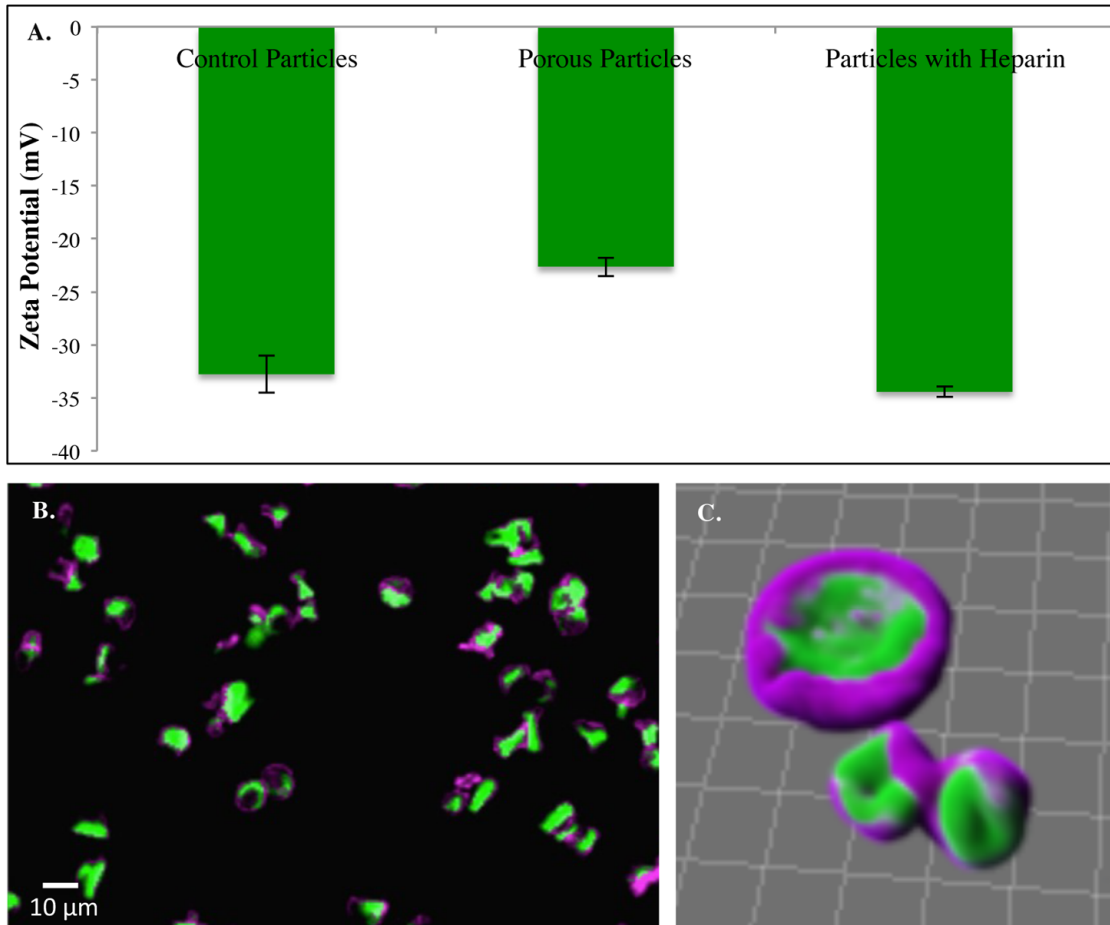 A.
Control Particles
Porous Particles
Particles with Heparin
Zeta Potential (mV)
0
-5
-10
-15
-20
-25
-30
-35
-40
B.
10 µm
C.